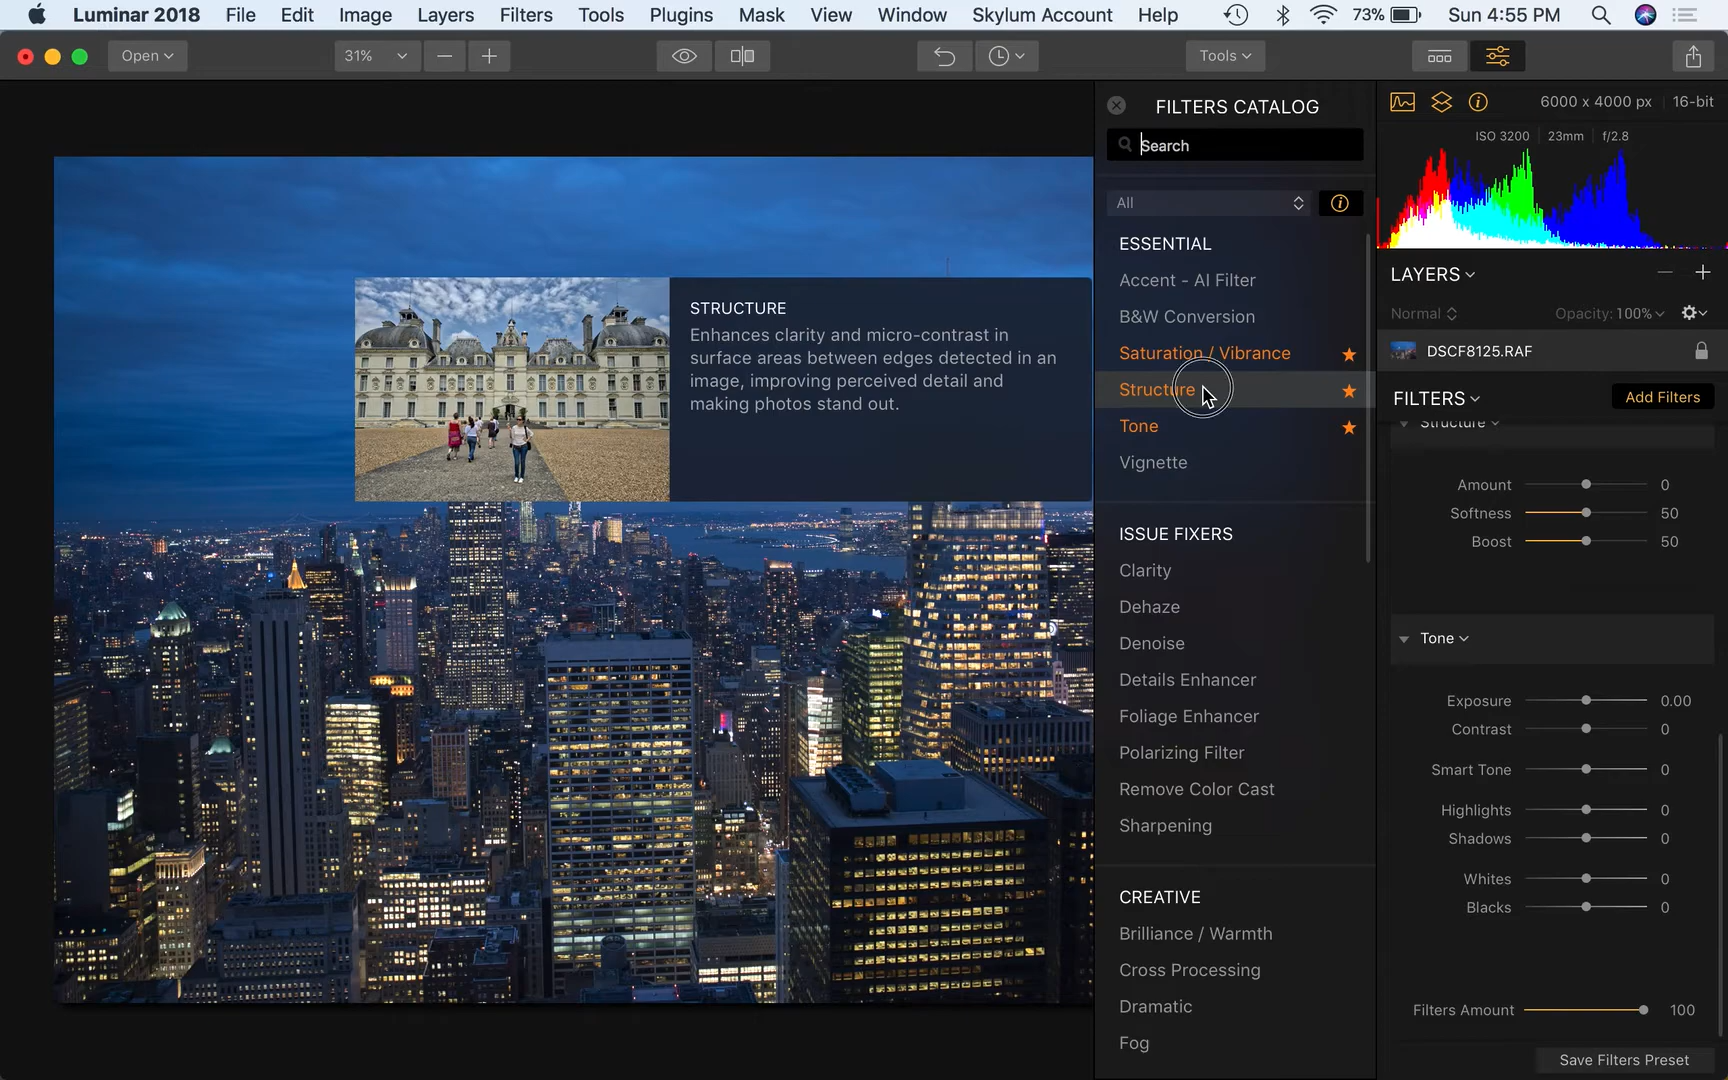 Luminar 2018 File Edit Image Layers Filters Tools Plugins Mask View Window Skylum Account Help 73% Sun 4:55 PM
Open 31% Tools
FILTERS CATALOG
Search
All
ESSENTIAL
Accent - AI Filter
B&W Conversion
Saturation / Vibrance
Structure
Tone
Vignette
ISSUE FIXERS
Clarity
Dehaze
Denoise
Details Enhancer
Foliage Enhancer
Polarizing Filter
Remove Color Cast
Sharpening
CREATIVE
Brilliance / Warmth
Cross Processing
Dramatic
Fog
STRUCTURE
Enhances clarity and micro-contrast in
surface areas between edges detected in an
image, improving perceived detail and
making photos stand out.
6000 x 4000 px 16-bit
ISO 3200 23mm f/2.8
LAYERS
Normal Opacity: 100%
DSCF8125.RAF
FILTERS Add Filters
Structure
Amount 0
Softness 50
Boost 50
Tone
Exposure 0.00
Contrast 0
Smart Tone 0
Highlights 0
Shadows 0
Whites 0
Blacks 0
Filters Amount 100
Save Filters Preset